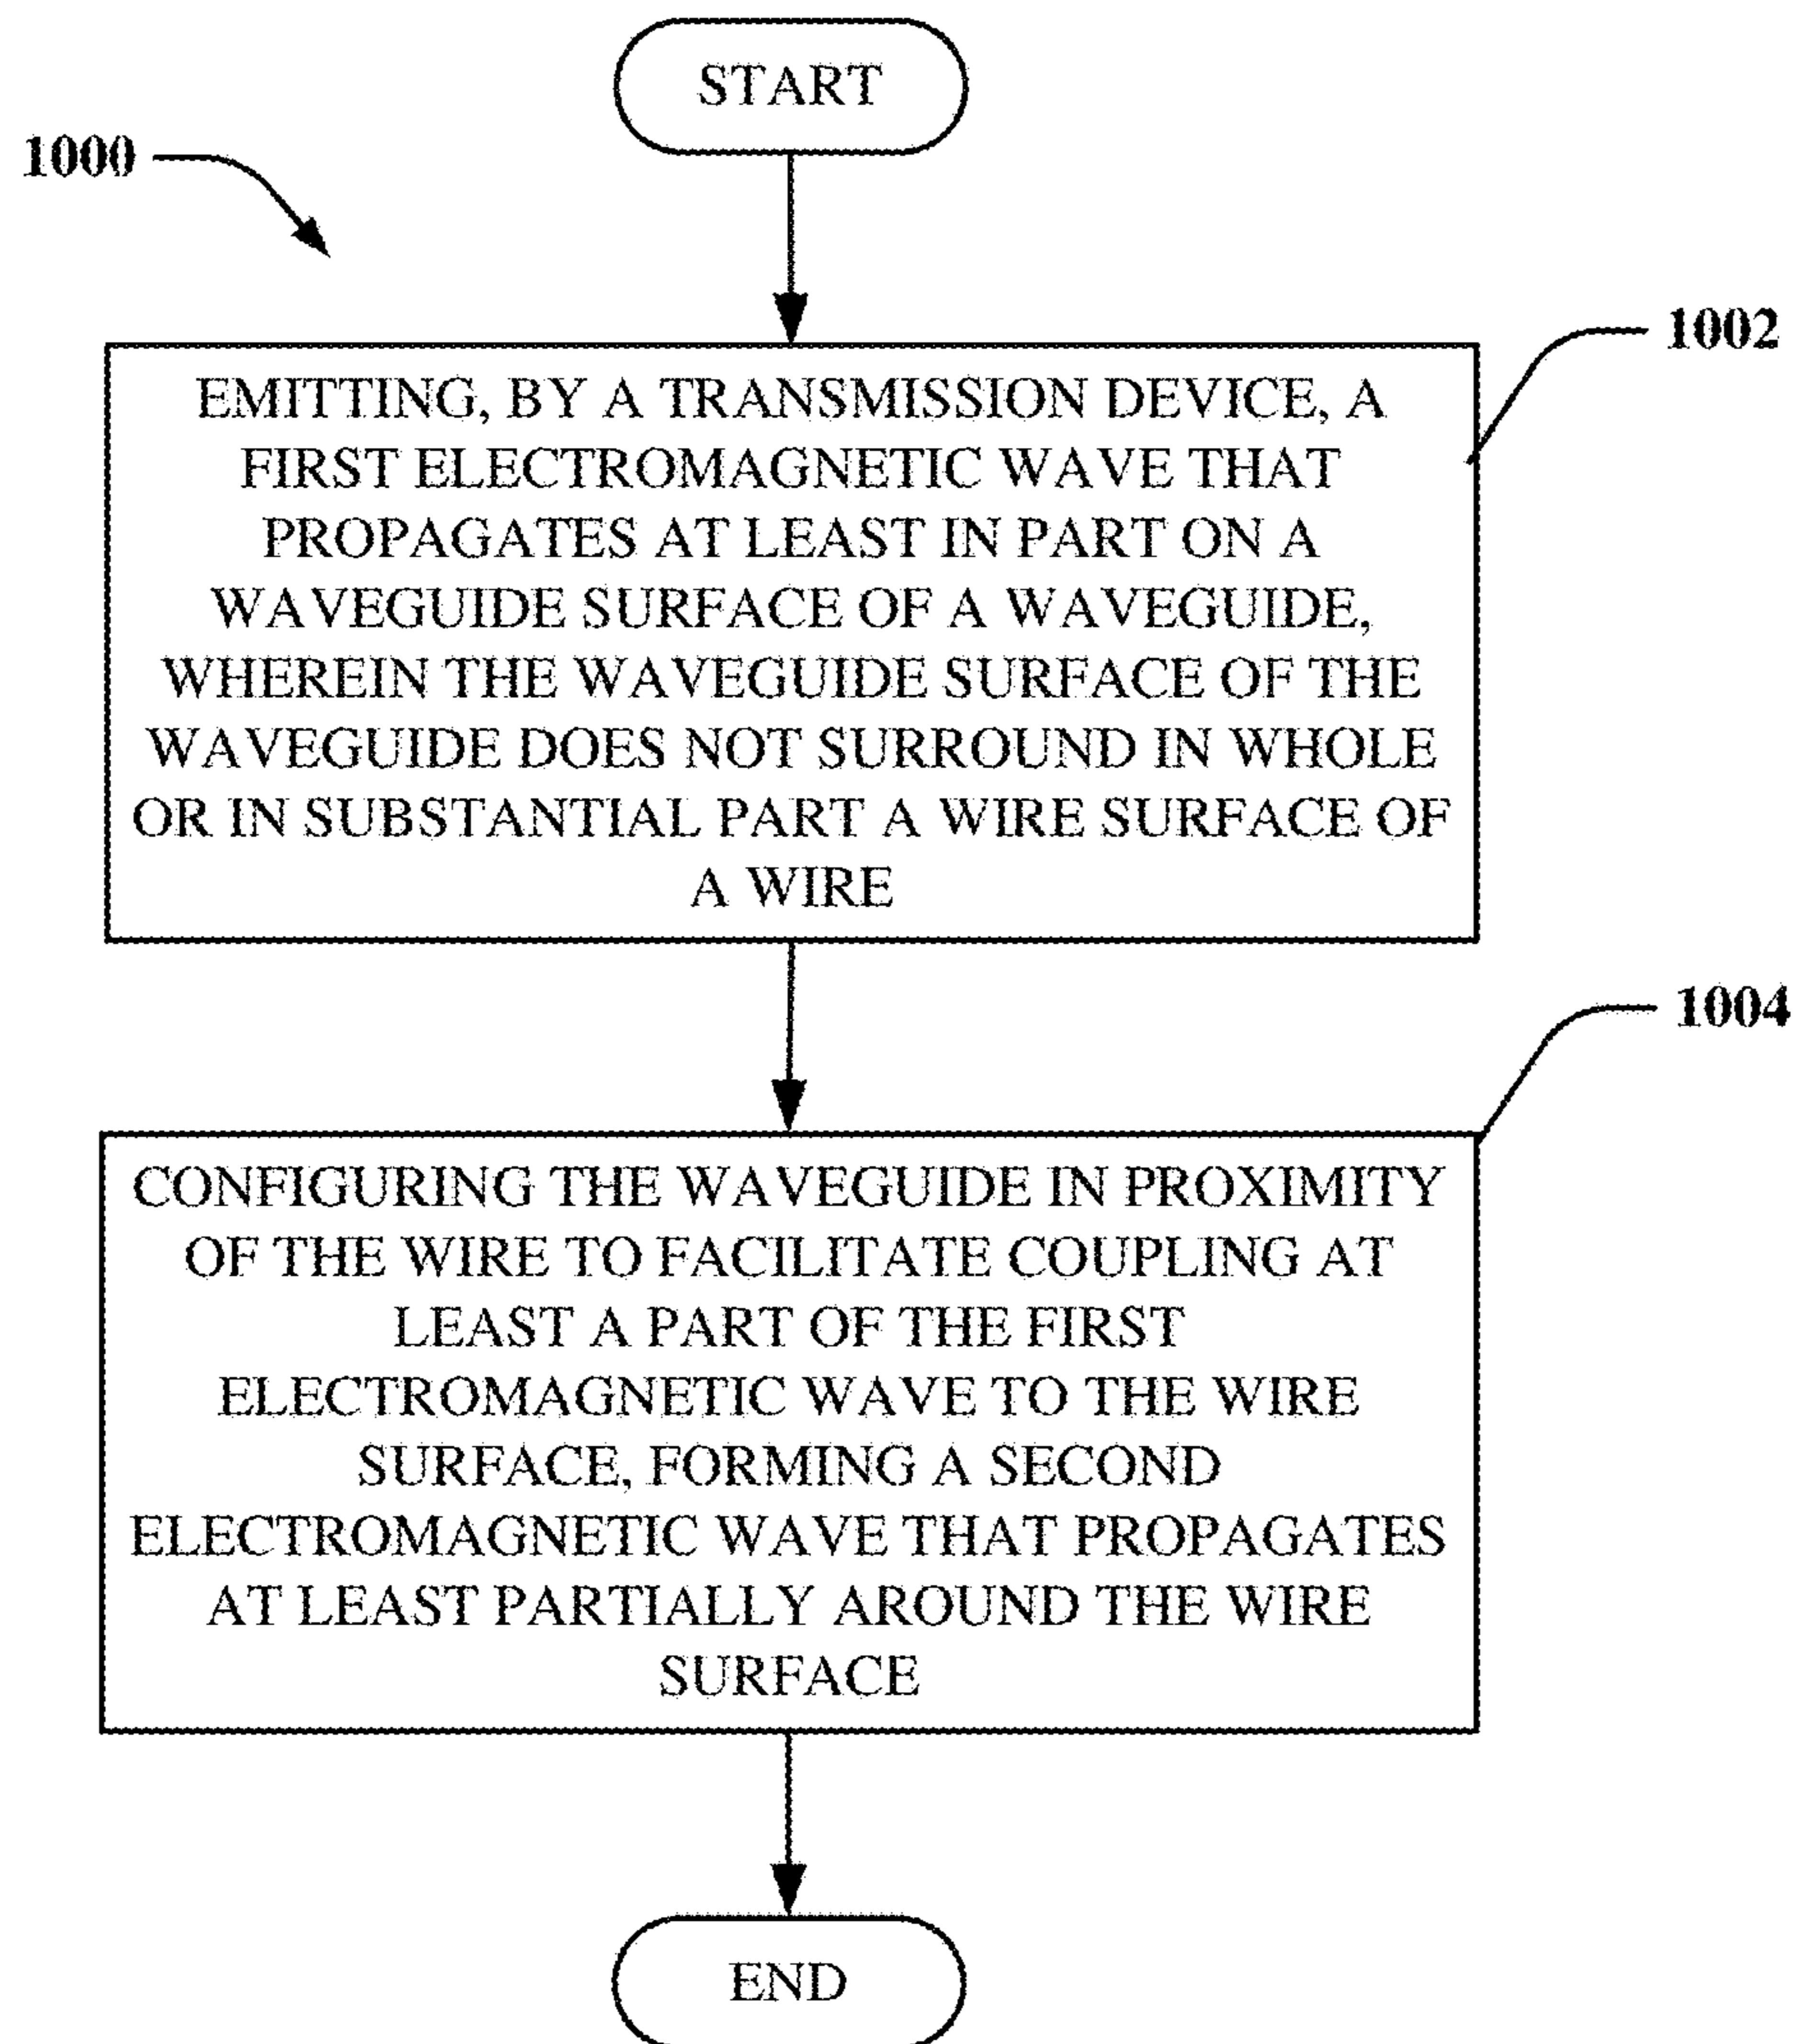 START
1000
1002
EMITTING, BY A TRANSMISSION DEVICE, A
FIRST ELECTROMAGNETIC WAVE THAT
PROPAGATES AT LEAST IN PART ON A
WAVEGUIDE SURFACE OF A WAVEGUIDE,
WHEREIN THE WAVEGUIDE SURFACE OF THE
WAVEGUIDE DOES NOT SURROUND IN WHOLE
OR IN SUBSTANTIAL PART A WIRE SURFACE OF
A WIRE
1004
CONFIGURING THE WAVEGUIDE IN PROXIMITY
OF THE WIRE TO FACILITATE COUPLING AT
LEAST A PART OF THE FIRST
ELECTROMAGNETIC WAVE TO THE WIRE
SURFACE, FORMING A SECOND
ELECTROMAGNETIC WAVE THAT PROPAGATES
AT LEAST PARTIALLY AROUND THE WIRE
SURFACE
END